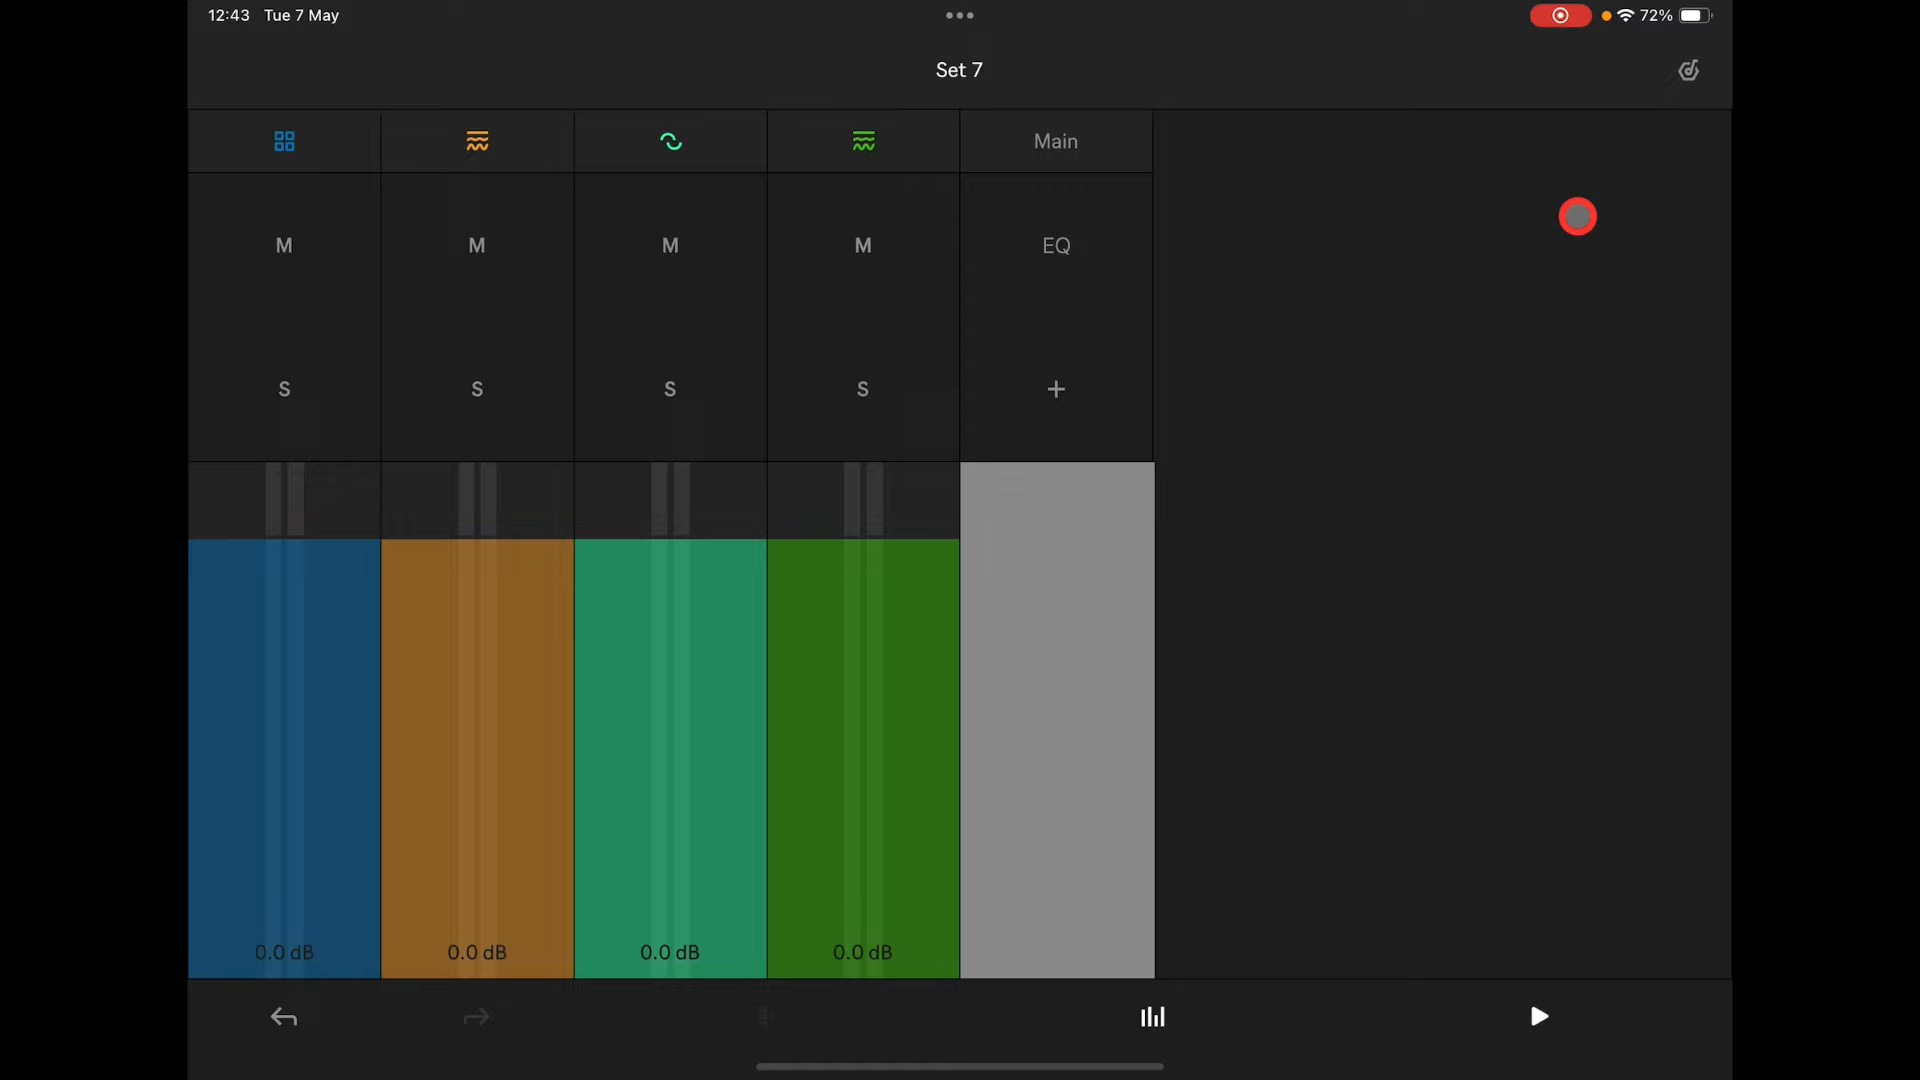 12:43 Tue 7 May
72%
Set 7
Main
M M M M EQ
S S S S +
0.0 dB 0.0 dB 0.0 dB 0.0 dB